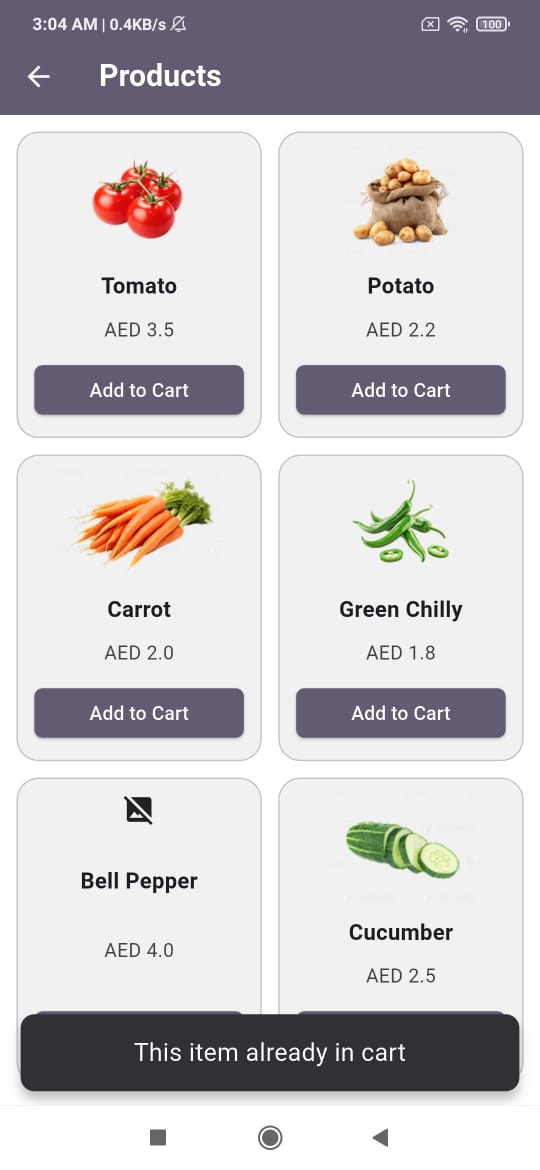 3:04 AM | 0.4KB/s
100
Products
Tomato
AED 3.5
Add to Cart
Potato
AED 2.2
Add to Cart
Carrot
AED 2.0
Add to Cart
Green Chilly
AED 1.8
Add to Cart
Bell Pepper
AED 4.0
Cucumber
AED 2.5
This item already in cart